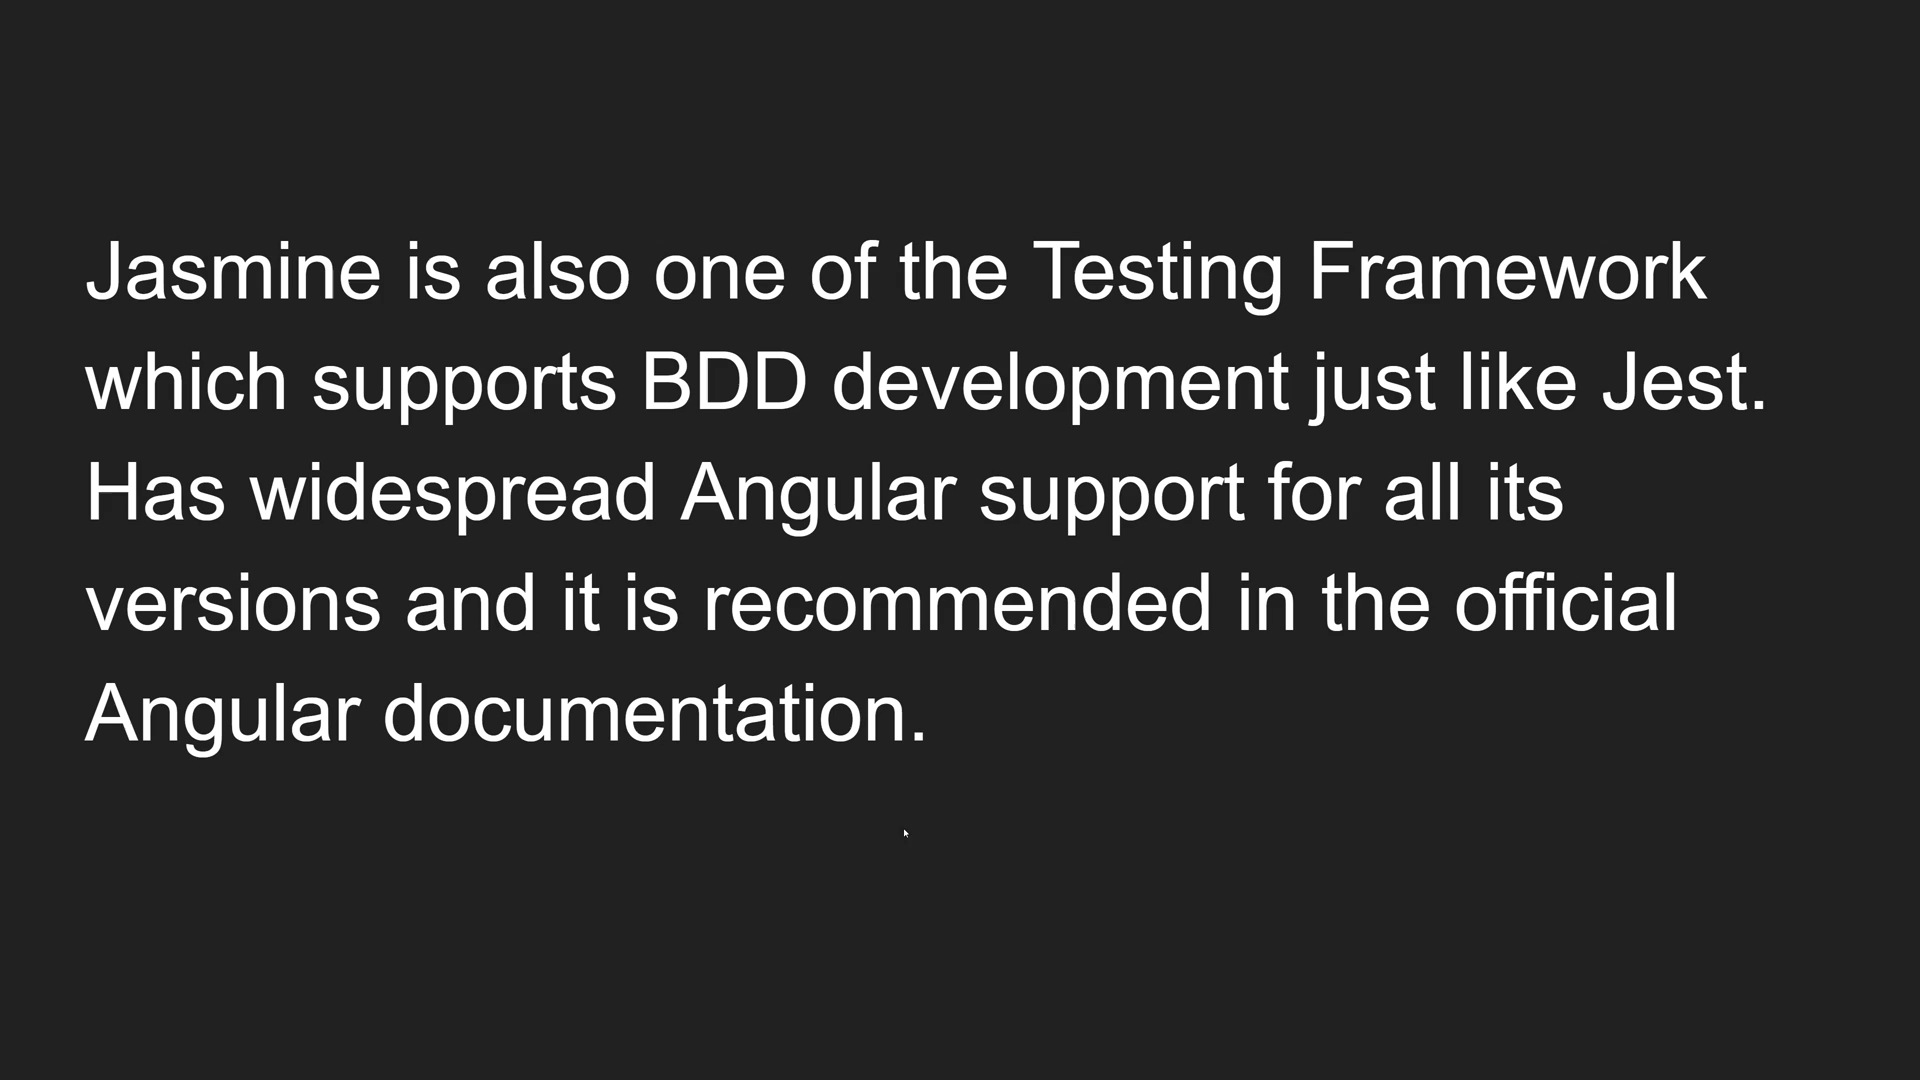 Jasmine is also one of the Testing Framework
which supports BDD development just like Jest.
Has widespread Angular support for all its
versions and it is recommended in the official
Angular documentation.